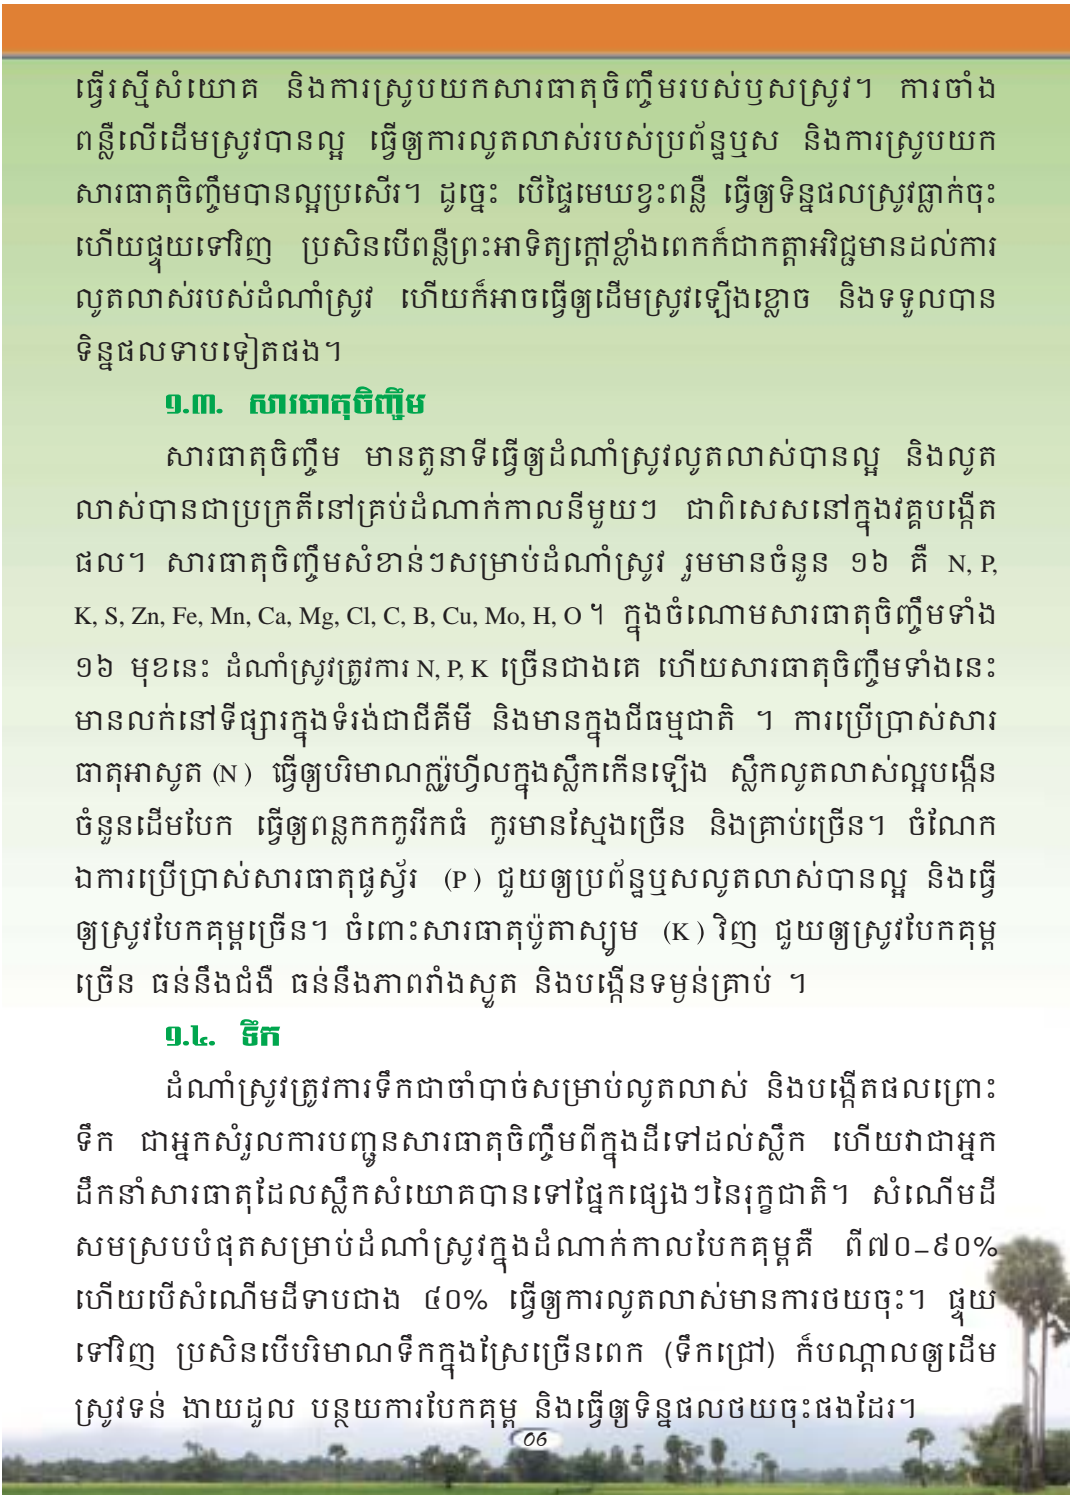 ធ្វើរស្មីសំយោគ និងការស្រូបយកសារធាតុចិញ្ចឹមរបស់ឫសស្រូវ។ ការចាំង
ពន្លឺលើដើមស្រូវបានល្អ ធ្វើឲ្យការលូតលាស់របស់ប្រព័ន្ធឬស និងការស្រូបយក
សារធាតុចិញ្ចឹមបានល្អប្រសើរ។ ដូច្នេះ បើផ្ទៃមេឃខ្វះពន្លឺ ធ្វើឲ្យទិន្នផលស្រូវធ្លាក់ចុះ
ហើយផ្ទុយទៅវិញ ប្រសិនបើពន្លឺព្រះអាទិត្យក្តៅខ្លាំងពេកក៏ជាកត្តាអវិជ្ជមានដល់ការ
លូតលាស់របស់ដំណាំស្រូវ ហើយក៏អាចធ្វើឲ្យដើមស្រូវឡើងខ្លោច និងទទួលបាន
ទិន្នផលទាបទៀតផង។
១.៣. សារធាតុចិញ្ចឹម
សារធាតុចិញ្ចឹម មានតួនាទីធ្វើឲ្យដំណាំស្រូវលូតលាស់បានល្អ និងលូត
លាស់បានជាប្រក្រតីនៅគ្រប់ដំណាក់កាលនីមួយៗ ជាពិសេសនៅក្នុងវគ្គបង្កើត
ផល។ សារធាតុចិញ្ចឹមសំខាន់ៗសម្រាប់ដំណាំស្រូវ រួមមានចំនួន ១៦ គឺ N, P,
K, S, Zn, Fe, Mn, Ca, Mg, Cl, C, B, Cu, Mo, H, O ។ ក្នុងចំណោមសារធាតុចិញ្ចឹមទាំង
១៦ មុខនេះ ដំណាំស្រូវត្រូវការ N, P, K ច្រើនជាងគេ ហើយសារធាតុចិញ្ចឹមទាំងនេះ
មានលក់នៅទីផ្សារក្នុងទំរង់ជាជីគីមី និងមានក្នុងជីធម្មជាតិ ។ ការប្រើប្រាស់សារ
ធាតុអាសូត (N ) ធ្វើឲ្យបរិមាណក្លរ៉ូហ្វីលក្នុងស្លឹកកើនឡើង ស្លឹកលូតលាស់ល្អបង្កើន
ចំនួនដើមបែក ធ្វើឲ្យពន្លកកកួររីកធំ កួរមានស្មែងច្រើន និងគ្រាប់ច្រើន។ ចំណែក
ឯការប្រើប្រាស់សារធាតុផូស្វ័រ (P ) ជួយឲ្យប្រព័ន្ធឬសលូតលាស់បានល្អ និងធ្វើ
ឲ្យស្រូវបែកគុម្ពច្រើន។ ចំពោះសារធាតុប៉ូតាស្យូម (K ) វិញ ជួយឲ្យស្រូវបែកគុម្ព
ច្រើន ធន់នឹងជំងឺ ធន់នឹងភាពរាំងស្ងួត និងបង្កើនទម្ងន់គ្រាប់ ។
១.៤. ទឹក
ដំណាំស្រូវត្រូវការទឹកជាចាំបាច់សម្រាប់លូតលាស់ និងបង្កើតផលព្រោះ
ទឹក ជាអ្នកសំរួលការបញ្ជូនសារធាតុចិញ្ចឹមពីក្នុងដីទៅដល់ស្លឹក ហើយវាជាអ្នក
ដឹកនាំសារធាតុដែលស្លឹកសំយោគបានទៅផ្នែកផ្សេងៗនៃរុក្ខជាតិ។ សំណើមដី
សមស្របបំផុតសម្រាប់ដំណាំស្រូវក្នុងដំណាក់កាលបែកគុម្ពគឺ ពី៧០-៩០%
ហើយបើសំណើមដីទាបជាង ៨០% ធ្វើឲ្យការលូតលាស់មានការថយចុះ។ ផ្ទុយ
ទៅវិញ ប្រសិនបើបរិមាណទឹកក្នុងស្រែច្រើនពេក (ទឹកជ្រៅ) ក៏បណ្តាលឲ្យដើម
ស្រូវទន់ ងាយដួល បន្ថយការបែកគុម្ព និងធ្វើឲ្យទិន្នផលថយចុះផងដែរ។
06